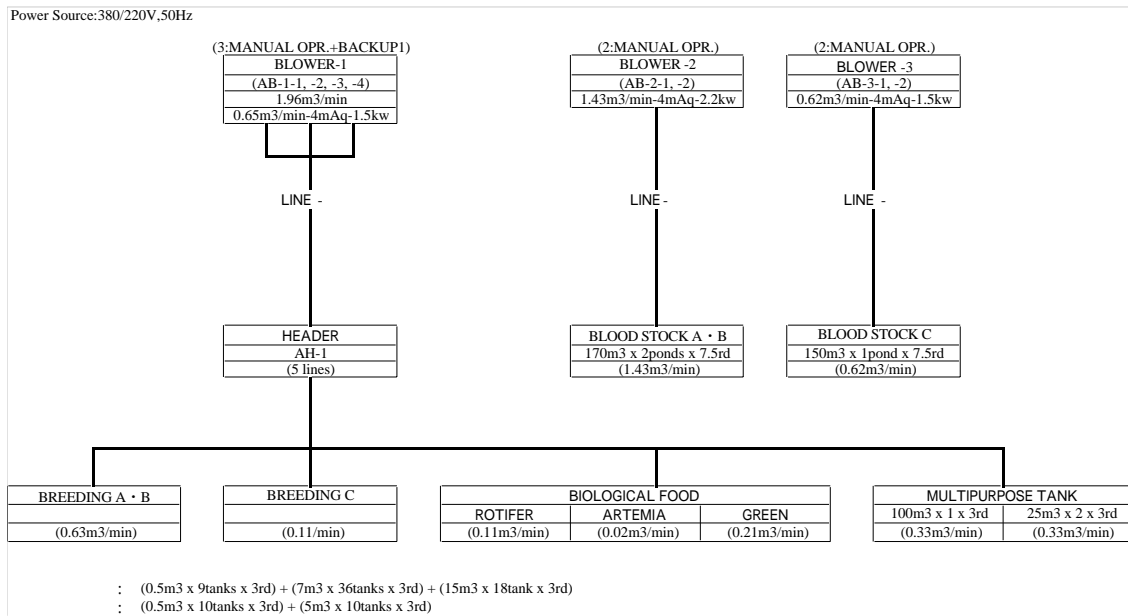 Power Source:380/220V,50Hz
(3:MANUAL OPR.+BACKUP1)
BLOWER-1
(AB-1-1, -2, -3, -4)
1.96m3/min
0.65m3/min-4mAq-1.5kw
(2:MANUAL OPR.)
BLOWER -2
(AB-2-1, -2)
1.43m3/min-4mAq-2.2kw
(2:MANUAL OPR.)
BLOWER -3
(AB-3-1, -2)
0.62m3/min-4mAq-1.5kw
LINE -
LINE -
LINE -
HEADER
AH-1
(5 lines)
BLOOD STOCK A・B
170m3 x 2ponds x 7.5rd
(1.43m3/min)
BLOOD STOCK C
150m3 x 1pond x 7.5rd
(0.62m3/min)
BREEDING A・B
(0.63m3/min)
BREEDING C
(0.11/min)
BIOLOGICAL FOOD
ROTIFER ARTEMIA GREEN
(0.11m3/min) (0.02m3/min) (0.21m3/min)
MULTIPURPOSE TANK
100m3 x 1 x 3rd 25m3 x 2 x 3rd
(0.33m3/min) (0.33m3/min)
: (0.5m3 x 9tanks x 3rd) + (7m3 x 36tanks x 3rd) + (15m3 x 18tank x 3rd)
: (0.5m3 x 10tanks x 3rd) + (5m3 x 10tanks x 3rd)